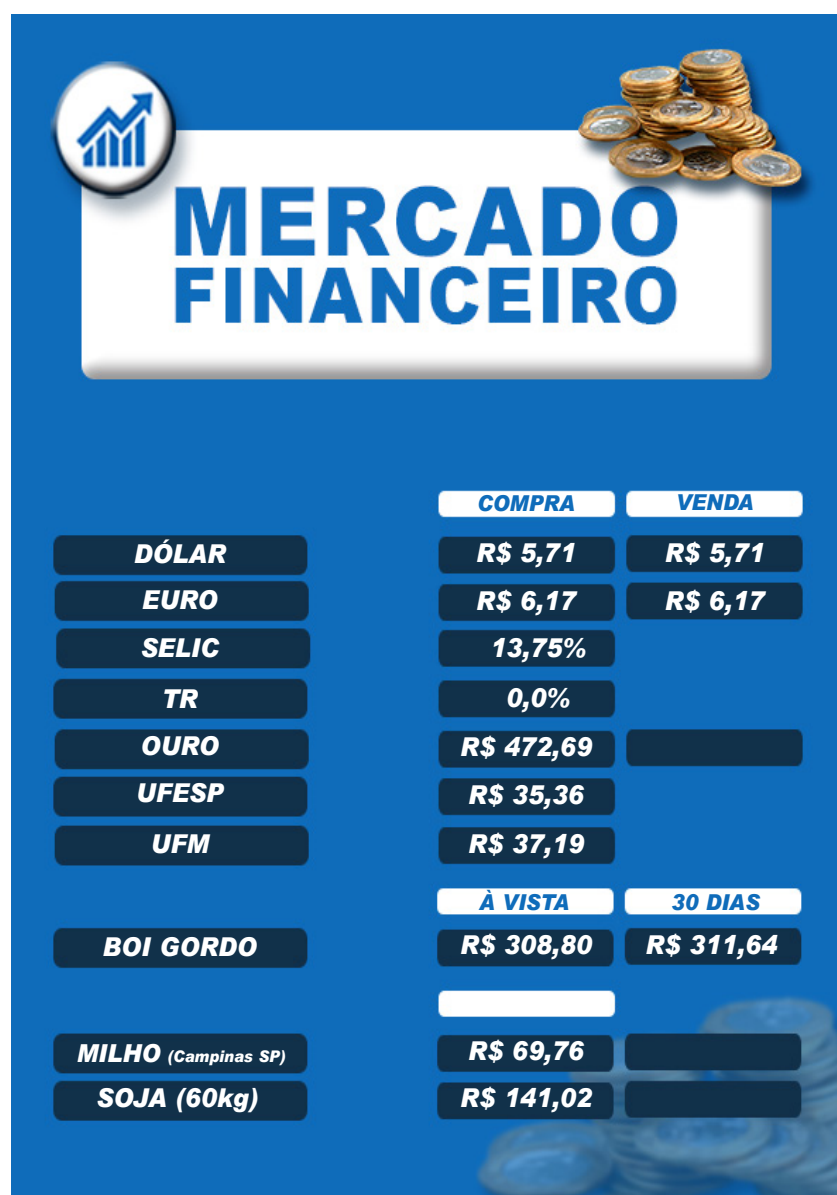 MERCADO
FINANCEIRO
COMPRA VENDA
DÓLAR R$ 5,71 R$ 5,71
EURO R$ 6,17 R$ 6,17
SELIC 13,75%
TR 0,0%
OURO R$ 472,69
UFESP R$ 35,36
UFM R$ 37,19
À VISTA 30 DIAS
BOI GORDO R$ 308,80 R$ 311,64
MILHO (Campinas SP) R$ 69,76
SOJA (60kg) R$ 141,02